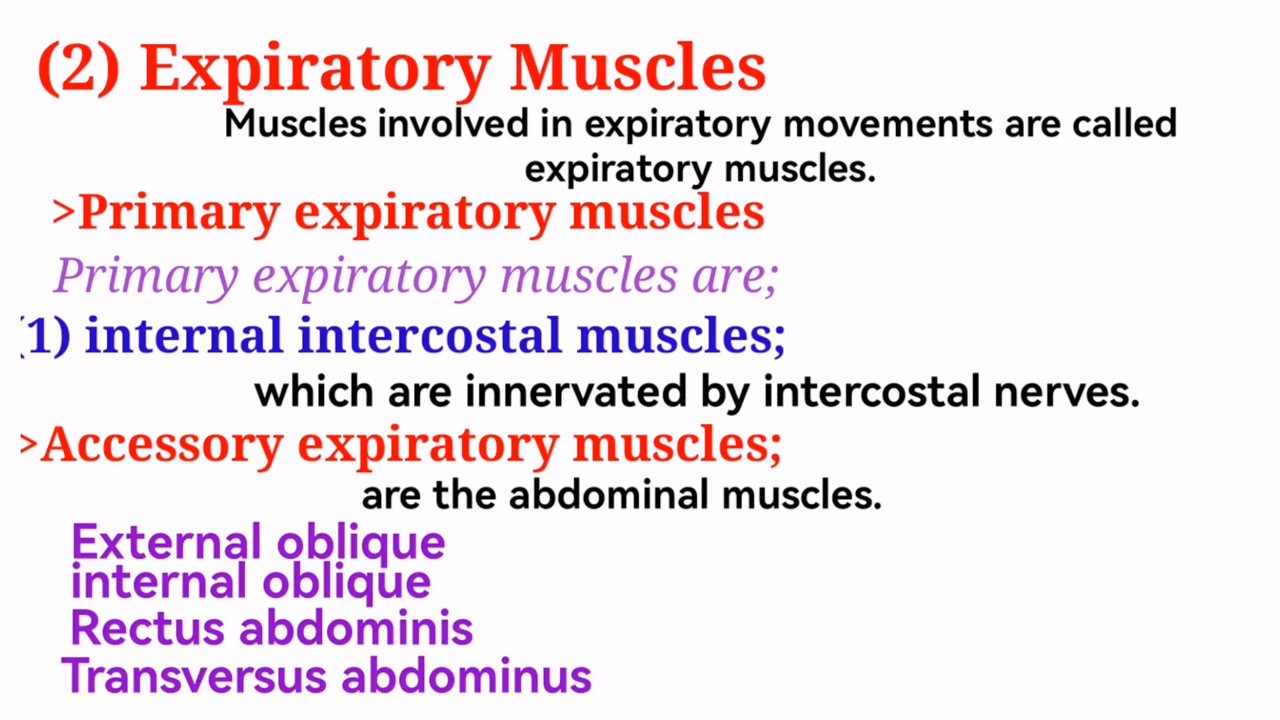 (2) Expiratory Muscles
Muscles involved in expiratory movements are called
expiratory muscles.
>Primary expiratory muscles
Primary expiratory muscles are;
(1) internal intercostal muscles;
which are innervated by intercostal nerves.
>Accessory expiratory muscles;
are the abdominal muscles.
External oblique
internal oblique
Rectus abdominis
Transversus abdominus